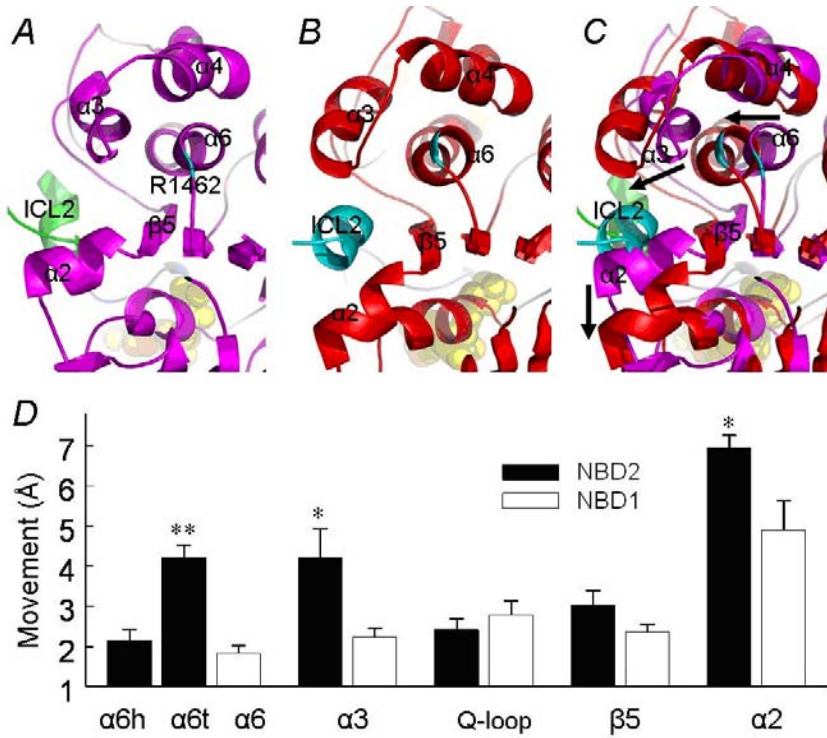 A
α4
α3
α6
R1462
ICL2
β5
α2
B
α4
α3
α6
ICL2
β5
α2
C
α4
α6
α3
ICL2
β5
α2
D
Movement (Å)
7
6
5
4
3
2
1
**
*
*
NBD2
NBD1
α6h α6t α6 α3 Q-loop β5 α2